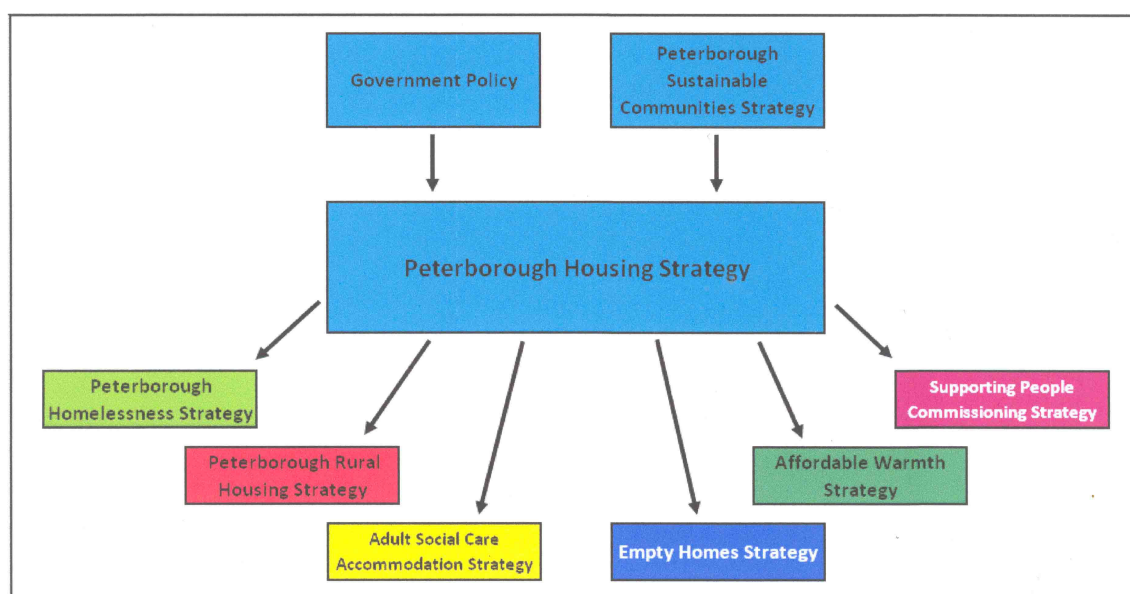 Government Policy
Peterborough
Sustainable
Communities Strategy
Peterborough Housing Strategy
Peterborough
Homelessness Strategy
Supporting People
Commissioning Strategy
Peterborough Rural
Housing Strategy
Affordable Warmth
Strategy
Adult Social Care
Accommodation Strategy
Empty Homes Strategy